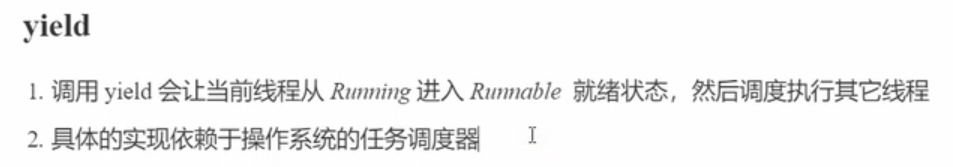 yield
1. 调用 yield 会让当前线程从 Running 进入 Runnable 就绪状态，然后调度执行其它线程
2. 具体的实现依赖于操作系统的任务调度器